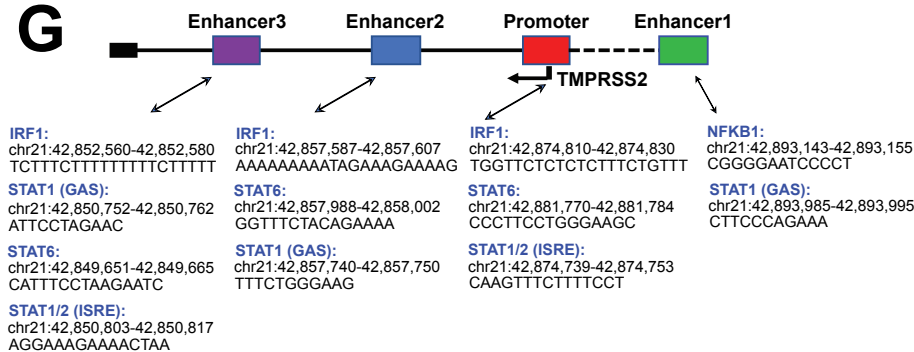 G
Enhancer3
Enhancer2
Promoter
Enhancer1
TMPRSS2
IRF1:
chr21:42,852,560-42,852,580
TCTTTCTTTTTTTTTCTTTTT
STAT1 (GAS):
chr21:42,850,752-42,850,762
ATTCCTAGAAC
STAT6:
chr21:42,849,651-42,849,665
CATTTCCTAAGAATC
STAT1/2 (ISRE):
chr21:42,850,803-42,850,817
AGGAAAGAAAACTAA
IRF1:
chr21:42,857,587-42,857,607
AAAAAAAAATAGAAAGAAAAG
STAT6:
chr21:42,857,988-42,858,002
GGTTTCTACAGAAAA
STAT1 (GAS):
chr21:42,857,740-42,857,750
TTTCTGGGAAG
IRF1:
chr21:42,874,810-42,874,830
TGGTTCTCTCTCTTTCTGTTT
STAT6:
chr21:42,881,770-42,881,784
CCCTTCCTGGGAAGC
STAT1/2 (ISRE):
chr21:42,874,739-42,874,753
CAAGTTTCTTTTCCT
NFKB1:
chr21:42,893,143-42,893,155
CGGGGAATCCCCT
STAT1 (GAS):
chr21:42,893,985-42,893,995
CTTCCCAGAAA